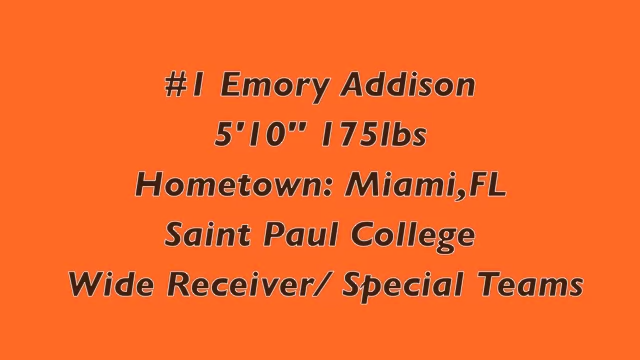 #1 Emory Addison
5'10" 175lbs
Hometown: Miami,FL
Saint Paul College
Wide Receiver/ Special Teams